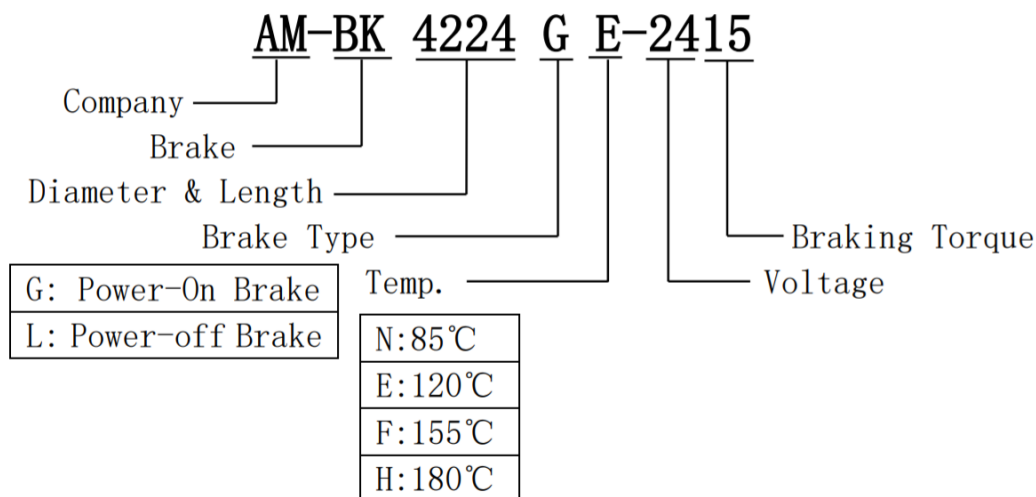 AM-BK 4224 G E-2415
Company
Brake
Diameter & Length
Brake Type
Braking Torque
G: Power-On Brake
L: Power-off Brake
Temp.
Voltage
N:85℃
E:120℃
F:155℃
H:180℃